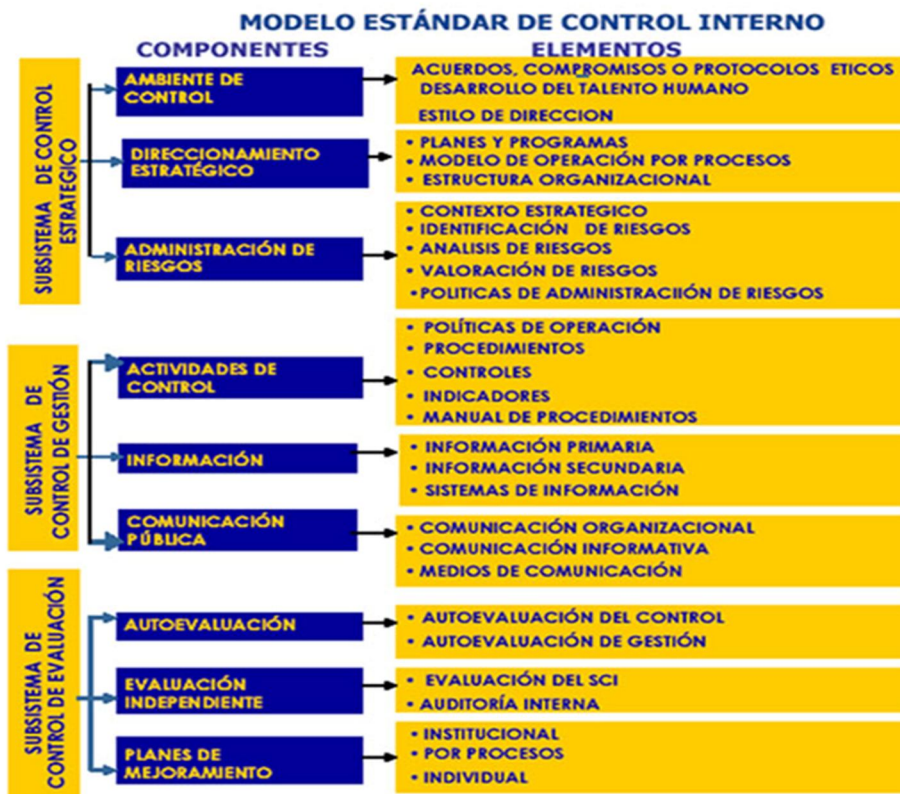 MODELO ESTÁNDAR DE CONTROL INTERNO
COMPONENTES
ELEMENTOS
SUBSISTEMA DE CONTROL
ESTRATEGICO
AMBIENTE DE
CONTROL
ACUERDOS, COMPROMISOS O PROTOCOLOS ETICOS
DESARROLLO DEL TALENTO HUMANO
ESTILO DE DIRECCION
DIRECCIONAMIENTO
ESTRATÉGICO
• PLANES Y PROGRAMAS
• MODELO DE OPERACIÓN POR PROCESOS
• ESTRUCTURA ORGANIZACIONAL
ADMINISTRACIÓN DE
RIESGOS
• CONTEXTO ESTRATEGICO
• IDENTIFICACIÓN DE RIESGOS
• ANALISIS DE RIESGOS
• VALORACIÓN DE RIESGOS
• POLITICAS DE ADMINISTRACIIÓN DE RIESGOS
SUBSISTEMA DE
CONTROL DE GESTIÓN
ACTIVIDADES DE
CONTROL
• POLÍTICAS DE OPERACIÓN
• PROCEDIMIENTOS
• CONTROLES
• INDICADORES
• MANUAL DE PROCEDIMIENTOS
INFORMACIÓN
• INFORMACIÓN PRIMARIA
• INFORMACIÓN SECUNDARIA
• SISTEMAS DE INFORMACIÓN
COMUNICACIÓN
PÚBLICA
• COMUNICACIÓN ORGANIZACIONAL
• COMUNICACIÓN INFORMATIVA
• MEDIOS DE COMUNICACIÓN
SUBSISTEMA DE
CONTROL DE EVALUACIÓN
AUTOEVALUACIÓN
• AUTOEVALUACIÓN DEL CONTROL
• AUTOEVALUACIÓN DE GESTIÓN
EVALUACIÓN
INDEPENDIENTE
• EVALUACIÓN DEL SCI
• AUDITORÍA INTERNA
PLANES DE
MEJORAMIENTO
• INSTITUCIONAL
• POR PROCESOS
• INDIVIDUAL